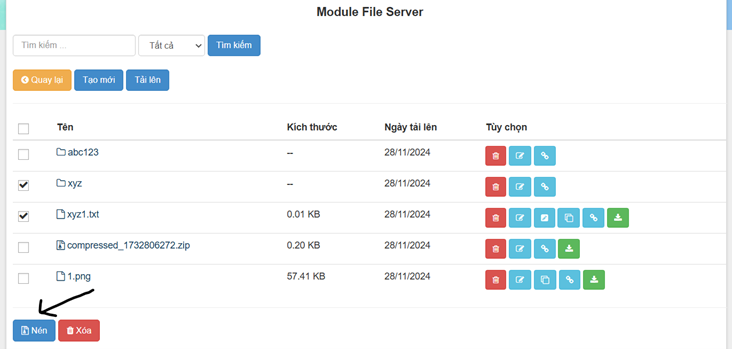 Module File Server
Tìm kiếm ... Tất cả Tìm kiếm
Quay lại Tạo mới Tải lên
Tên Kích thước Ngày tải lên Tùy chọn
abc123 -- 28/11/2024
xyz -- 28/11/2024
xyz1.txt 0.01 KB 28/11/2024
compressed_1732806272.zip 0.20 KB 28/11/2024
1.png 57.41 KB 28/11/2024
Nén Xóa